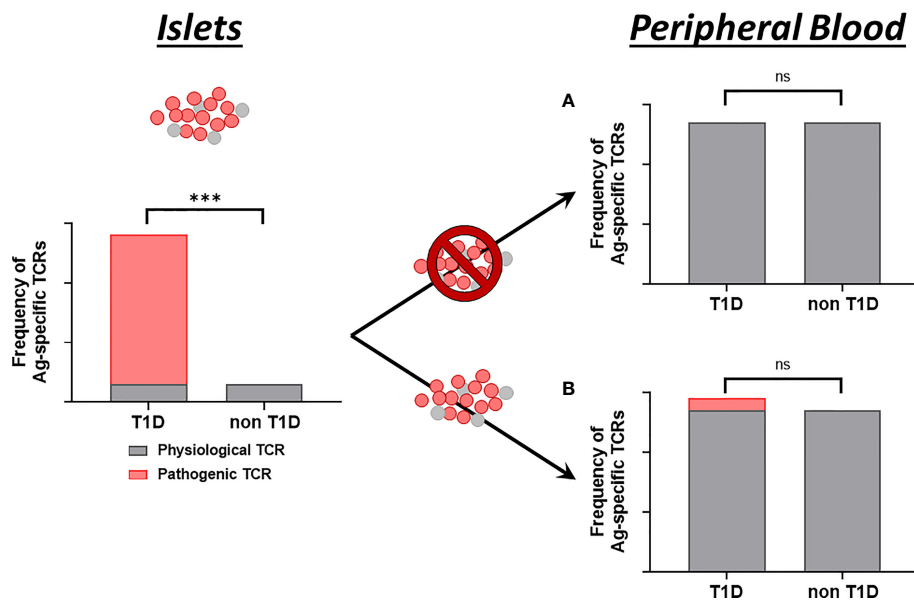 Islets
Peripheral Blood
***
Frequency of
Ag-specific TCRs
T1D
non T1D
Physiological TCR
Pathogenic TCR
A
ns
Frequency of
Ag-specific TCRs
T1D
non T1D
B
ns
Frequency of
Ag-specific TCRs
T1D
non T1D